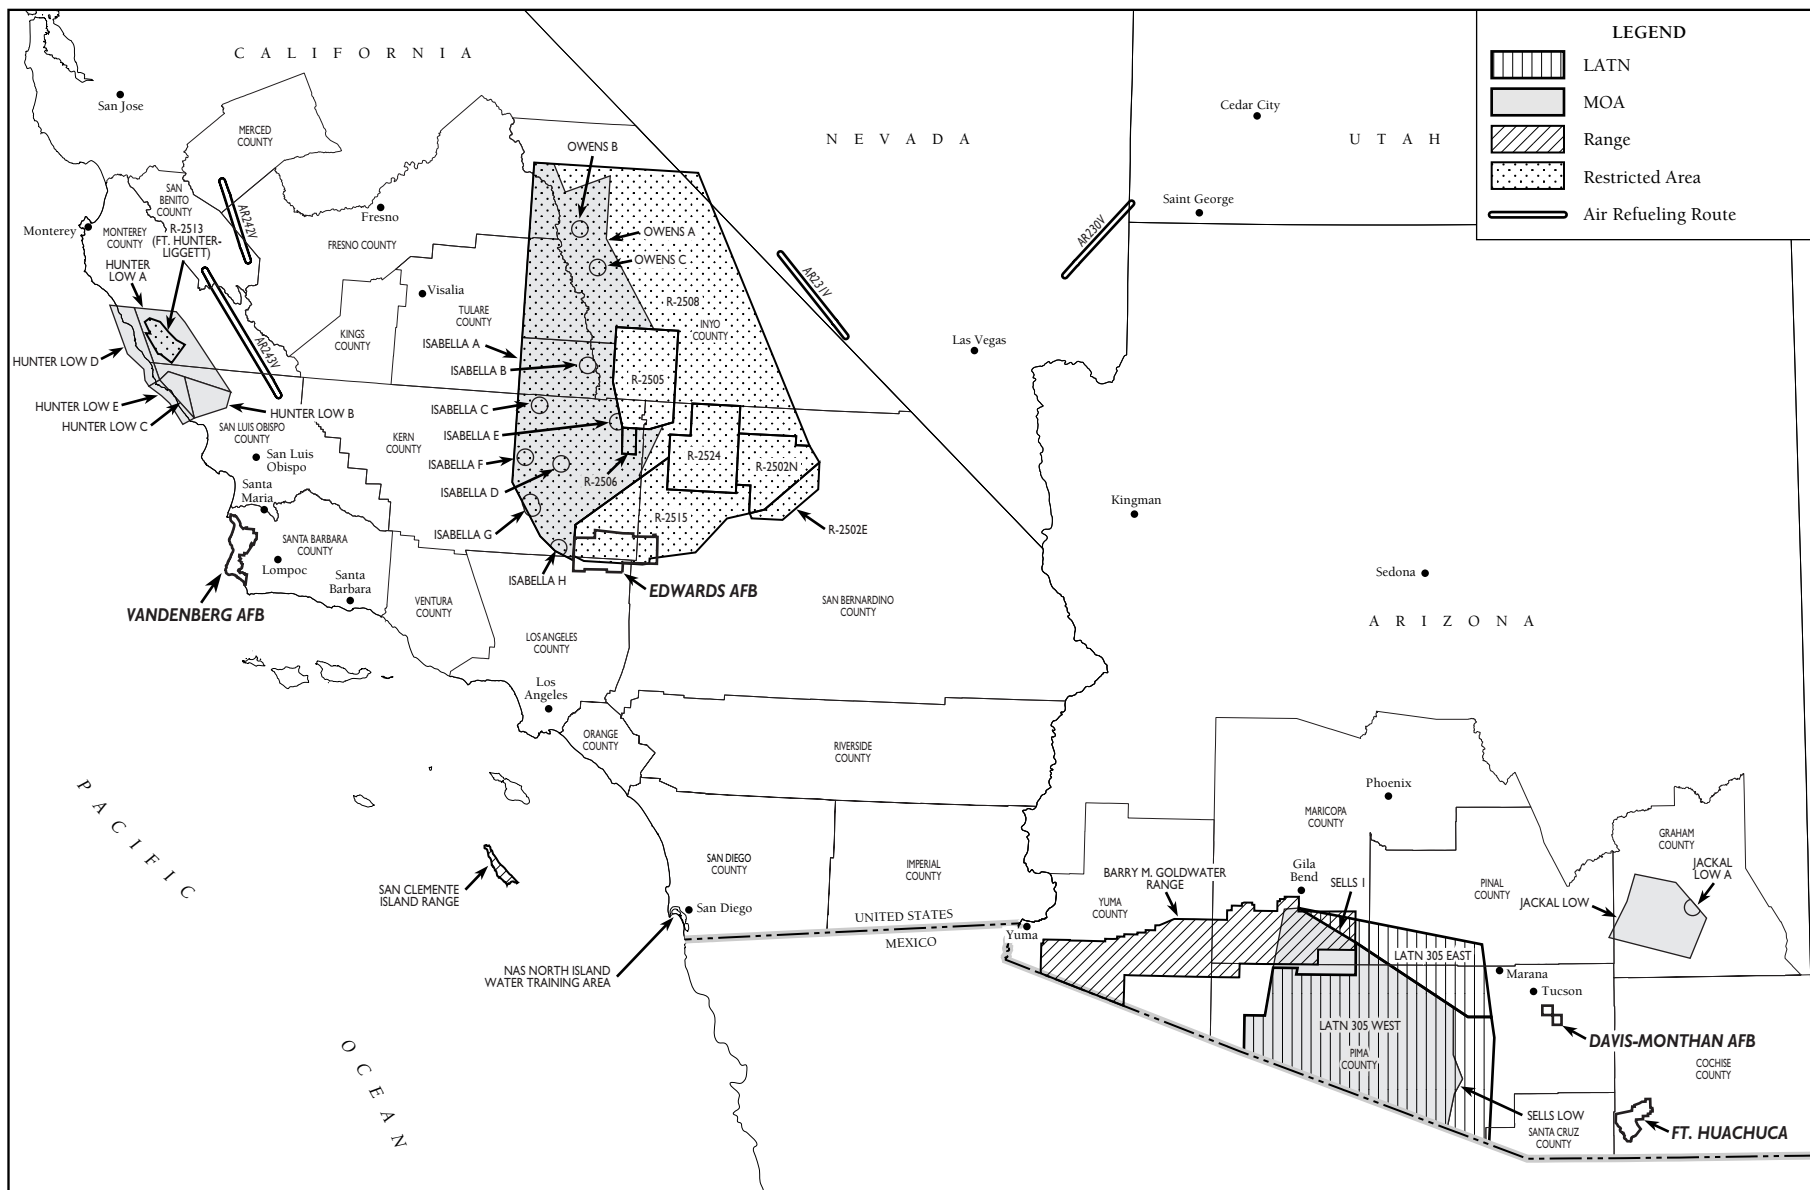 LEGEND
LATN
MOA
Range
Restricted Area
Air Refueling Route
CALIFORNIA
NEVADA
UTAH
ARIZONA
San Jose
MERCED
COUNTY
SAN
BENITO
COUNTY
AR242V
Fresno
FRESNO COUNTY
Monterey
MONTEREY
COUNTY
R-2513
(FT. HUNTER-
LIGGETT)
HUNTER
LOW A
HUNTER LOW D
HUNTER LOW E
HUNTER LOW C
HUNTER LOW B
AR243V
Visalia
KINGS
COUNTY
TULARE
COUNTY
OWENS B
OWENS A
OWENS C
R-2508
INYO
COUNTY
ISABELLA A
ISABELLA B
ISABELLA C
ISABELLA E
ISABELLA F
ISABELLA D
ISABELLA G
ISABELLA H
R-2505
R-2506
R-2524
R-2502N
R-2515
R-2502E
KERN
COUNTY
SAN LUIS OBISPO
COUNTY
San Luis
Obispo
Santa
Maria
SANTA BARBARA
COUNTY
Lompoc
Santa
Barbara
VANDENBERG AFB
VENTURA
COUNTY
EDWARDS AFB
LOS ANGELES
COUNTY
Los
Angeles
SAN BERNARDINO
COUNTY
ORANGE
COUNTY
RIVERSIDE
COUNTY
AR231V
AR230V
Las Vegas
Cedar City
Saint George
Kingman
Sedona
PACIFIC
OCEAN
SAN CLEMENTE
ISLAND RANGE
SAN DIEGO
COUNTY
San Diego
IMPERIAL
COUNTY
NAS NORTH ISLAND
WATER TRAINING AREA
UNITED STATES
MEXICO
Yuma
YUMA
COUNTY
BARRY M. GOLDWATER
RANGE
Phoenix
MARICOPA
COUNTY
Gila
Bend
SELLS 1
PINAL
COUNTY
GRAHAM
COUNTY
JACKAL
LOW A
JACKAL LOW
LATN 305 EAST
LATN 305 WEST
PIMA
COUNTY
Marana
Tucson
DAVIS-MONTHAN AFB
COCHISE
COUNTY
SELLS LOW
SANTA CRUZ
COUNTY
FT. HUACHUCA